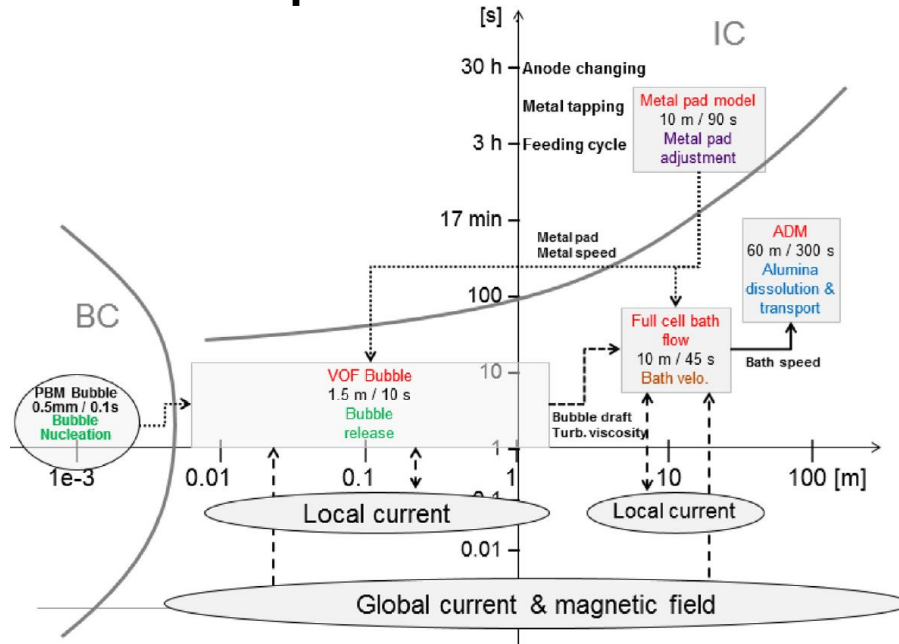 [s]
IC
30 h
Anode changing
Metal tapping
3 h
Feeding cycle
Metal pad model
10 m / 90 s
Metal pad
adjustment
17 min
Metal pad
Metal speed
ADM
60 m / 300 s
Alumina
dissolution &
transport
100
BC
Full cell bath
flow
10 m / 45 s
Bath velo.
Bath speed
VOF Bubble
1.5 m / 10 s
Bubble
release
10
PBM Bubble
0.5mm / 0.1s
Bubble
Nucleation
Bubble draft
Turb. viscosity
1
1e-3
0.01
0.1
1
10
100 [m]
0.1
Local current
Local current
0.01
Global current & magnetic field